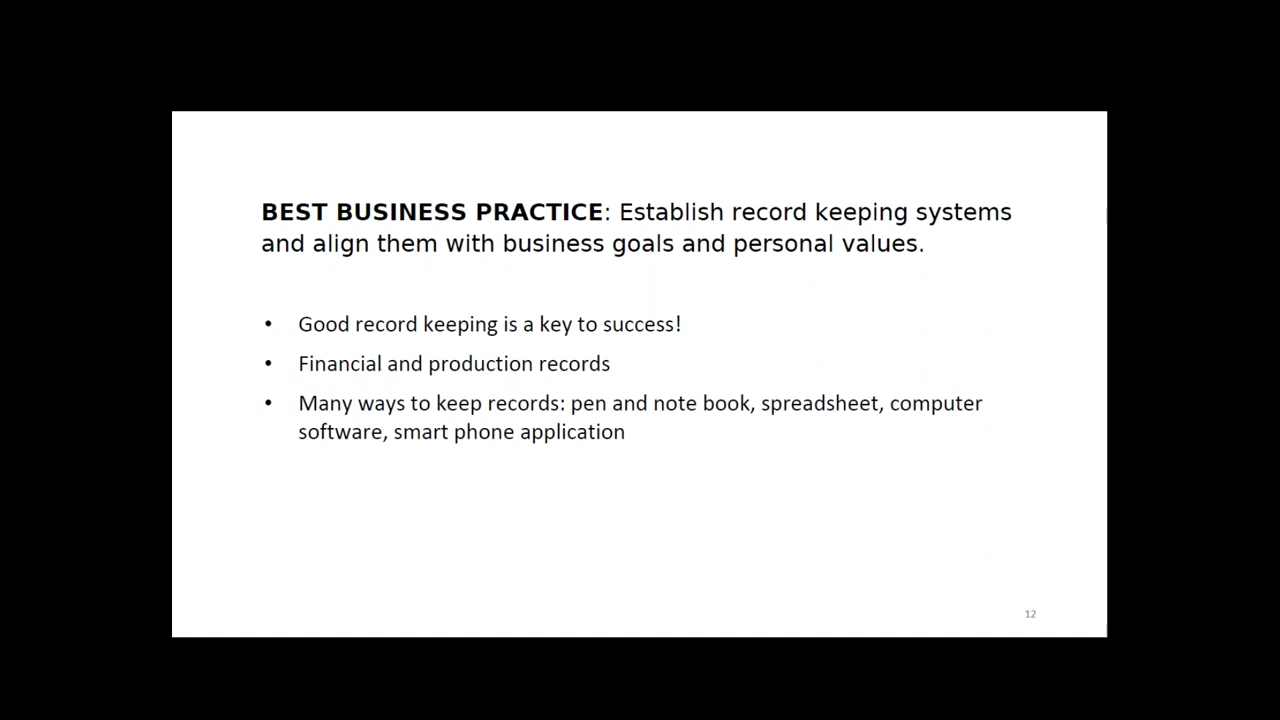 BEST BUSINESS PRACTICE: Establish record keeping systems
and align them with business goals and personal values.
• Good record keeping is a key to success!
• Financial and production records
• Many ways to keep records: pen and note book, spreadsheet, computer
software, smart phone application
12